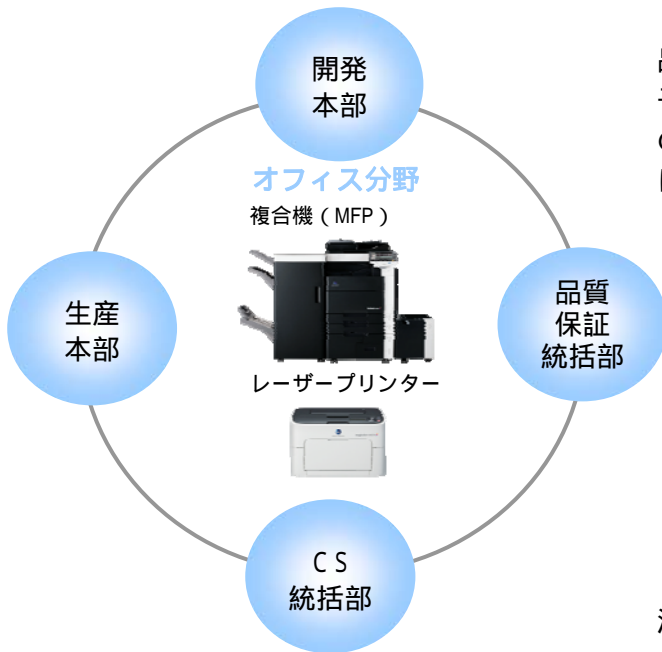 開発
本部
オフィス分野
複合機(MFP)
生産
本部
品質
保証
統括部
レーザープリンター
CS
統括部